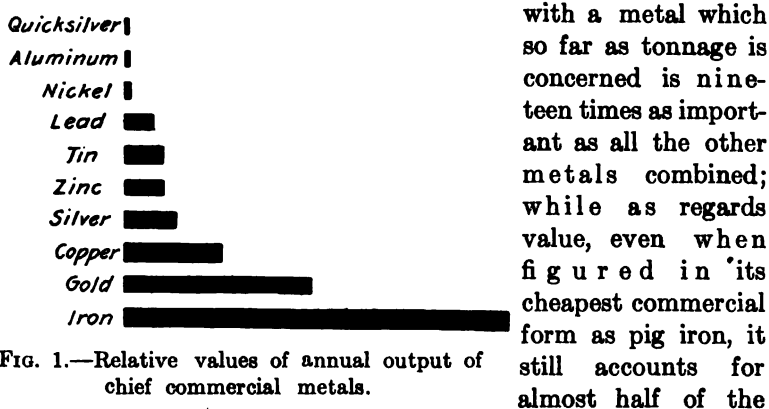 Quicksilver
Aluminum
Nickel
Lead
Tin
Zinc
Silver
Copper
Gold
Iron
FIG. 1.—Relative values of annual output of
chief commercial metals.
with a metal which
so far as tonnage is
concerned is nine-
teen times as import-
ant as all the other
metals combined;
while as regards
value, even when
figured in its
cheapest commercial
form as pig iron, it
still accounts for
almost half of the